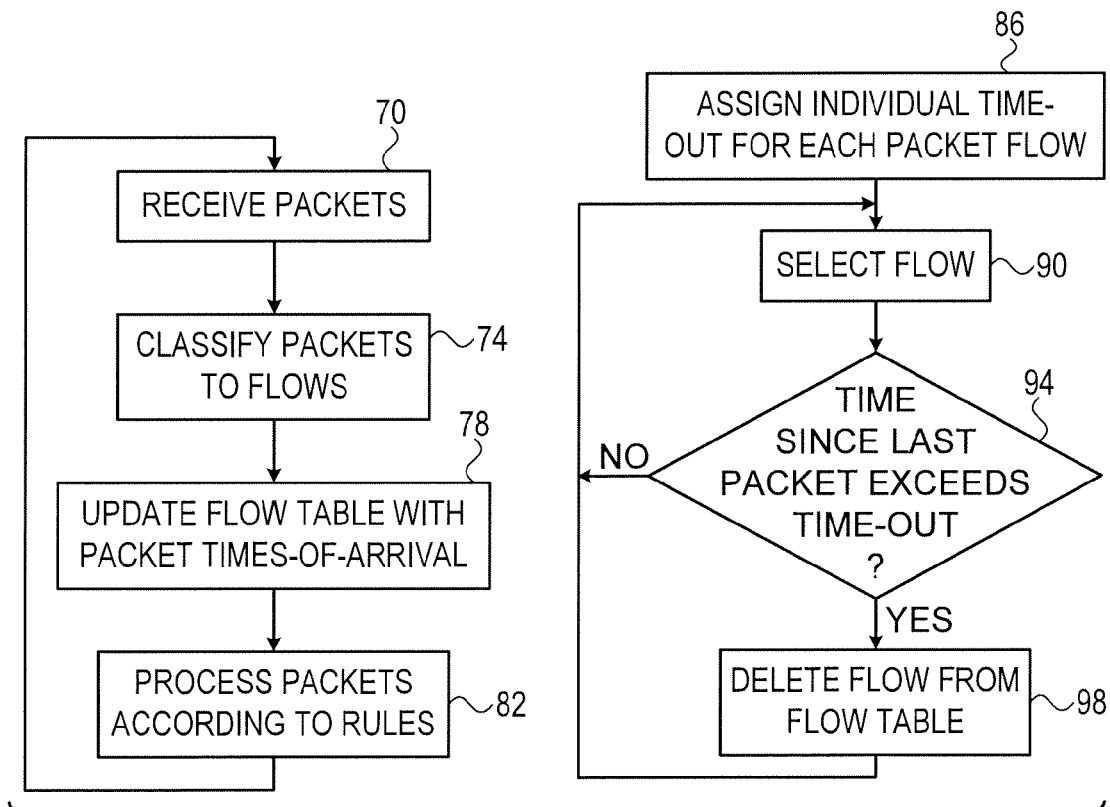 70
RECEIVE PACKETS
CLASSIFY PACKETS
TO FLOWS
74
78
UPDATE FLOW TABLE WITH
PACKET TIMES-OF-ARRIVAL
PROCESS PACKETS
ACCORDING TO RULES
82
86
ASSIGN INDIVIDUAL TIME-
OUT FOR EACH PACKET FLOW
SELECT FLOW
90
94
TIME
SINCE LAST
PACKET EXCEEDS
TIME-OUT
?
NO
YES
DELETE FLOW FROM
FLOW TABLE
98